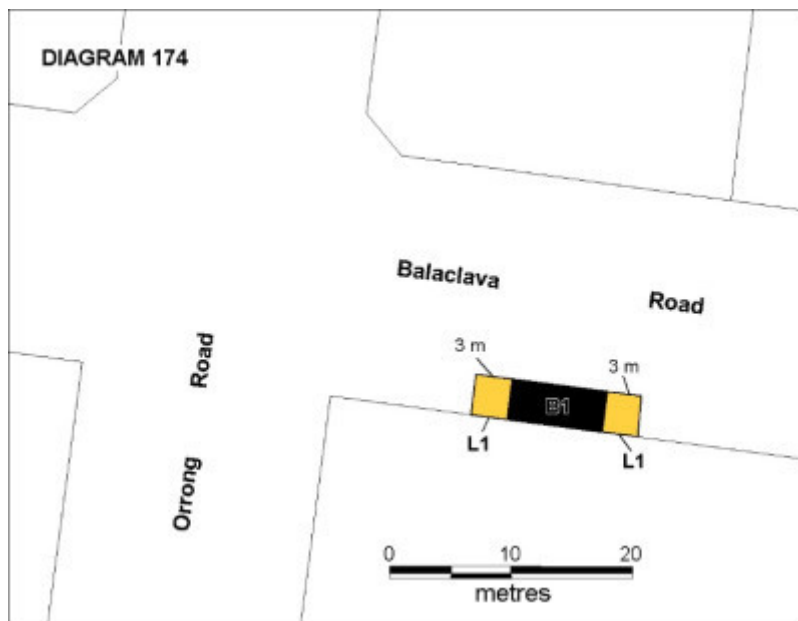 DIAGRAM 174
Balaclava Road
Orrong Road
3 m
3 m
B1
L1
L1
0 10 20
metres